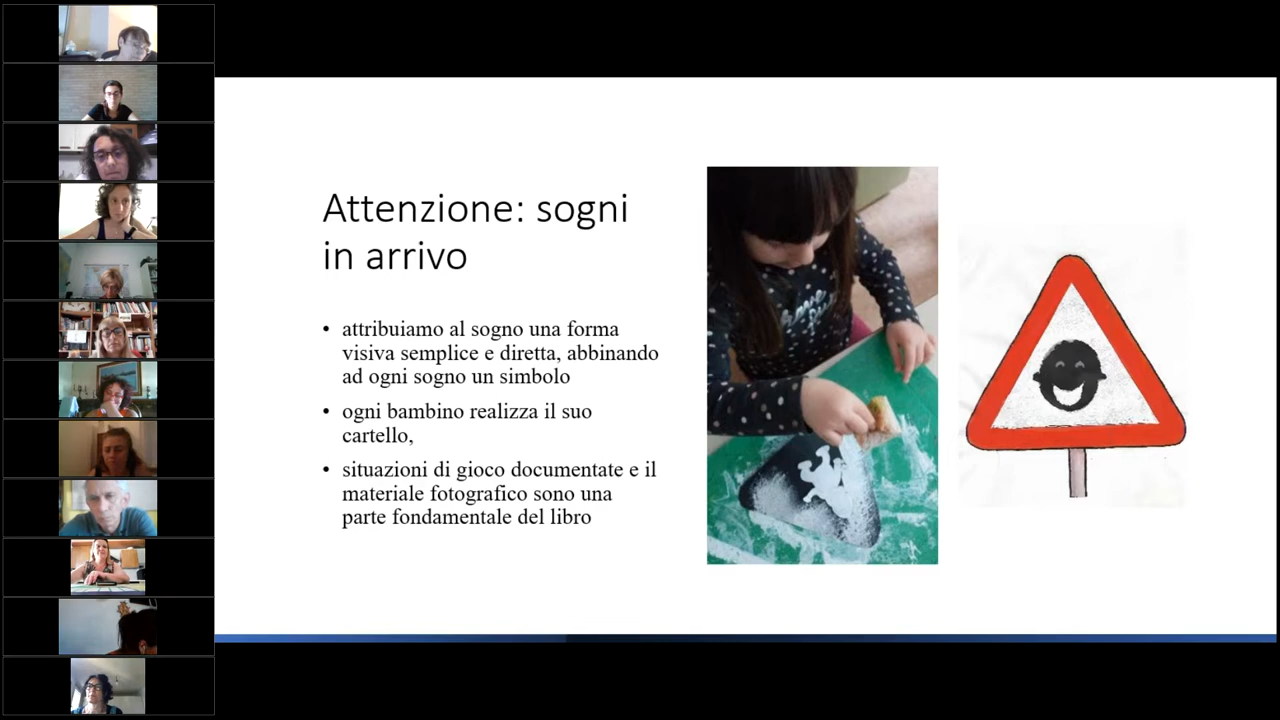 Attenzione: sogni
in arrivo
• attribuiamo al sogno una forma
visiva semplice e diretta, abbinando
ad ogni sogno un simbolo
• ogni bambino realizza il suo
cartello,
• situazioni di gioco documentate e il
materiale fotografico sono una
parte fondamentale del libro